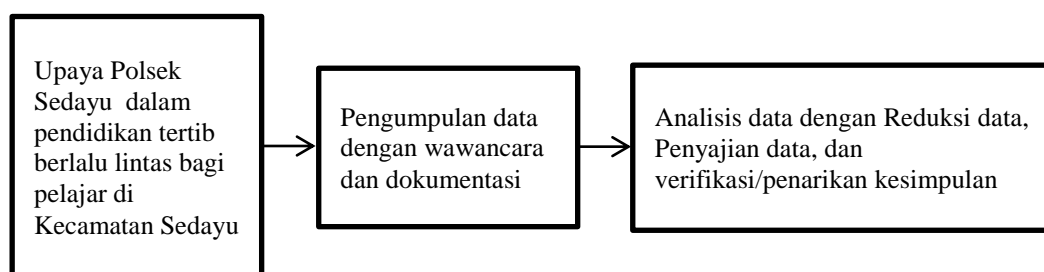 Upaya Polsek
Sedayu dalam
pendidikan tertib
berlalu lintas bagi
pelajar di
Kecamatan Sedayu
Pengumpulan data
dengan wawancara
dan dokumentasi
Analisis data dengan Reduksi data,
Penyajian data, dan
verifikasi/penarikan kesimpulan